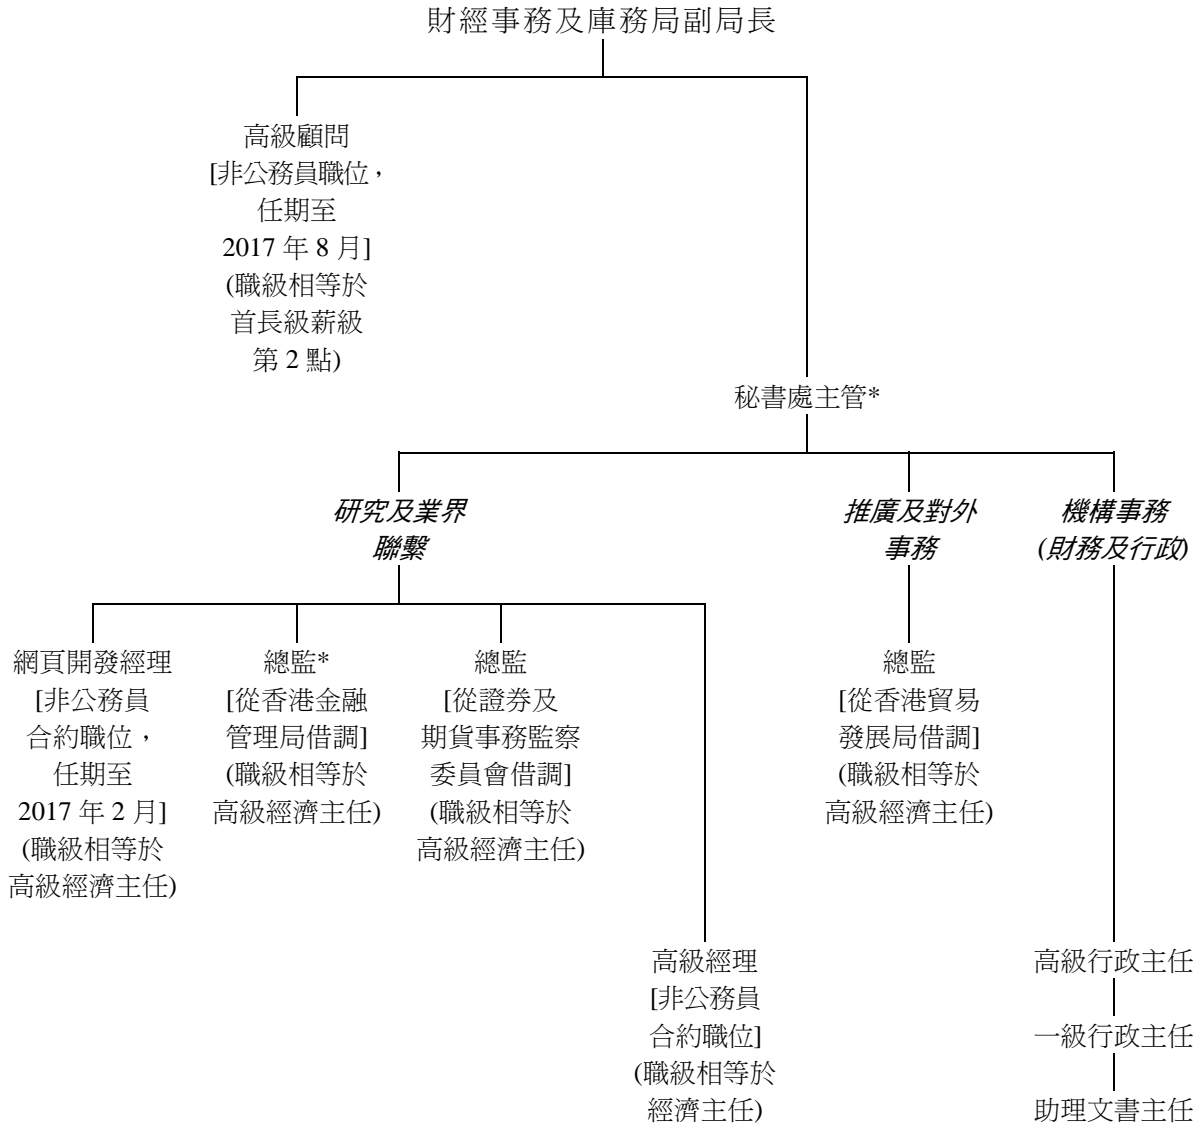 財經事務及庫務局副局長
高級顧問
[非公務員職位，
任期至
2017 年 8 月]
(職級相等於
首長級薪級
第 2 點)
秘書處主管*
研究及業界
聯繫
推廣及對外
事務
機構事務
(財務及行政)
網頁開發經理
[非公務員
合約職位，
任期至
2017 年 2 月]
(職級相等於
高級經濟主任)
總監*
[從香港金融
管理局借調]
(職級相等於
高級經濟主任)
總監
[從證券及
期貨事務監察
委員會借調]
(職級相等於
高級經濟主任)
總監
[從香港貿易
發展局借調]
(職級相等於
高級經濟主任)
高級經理
[非公務員
合約職位]
(職級相等於
經濟主任)
高級行政主任
一級行政主任
助理文書主任